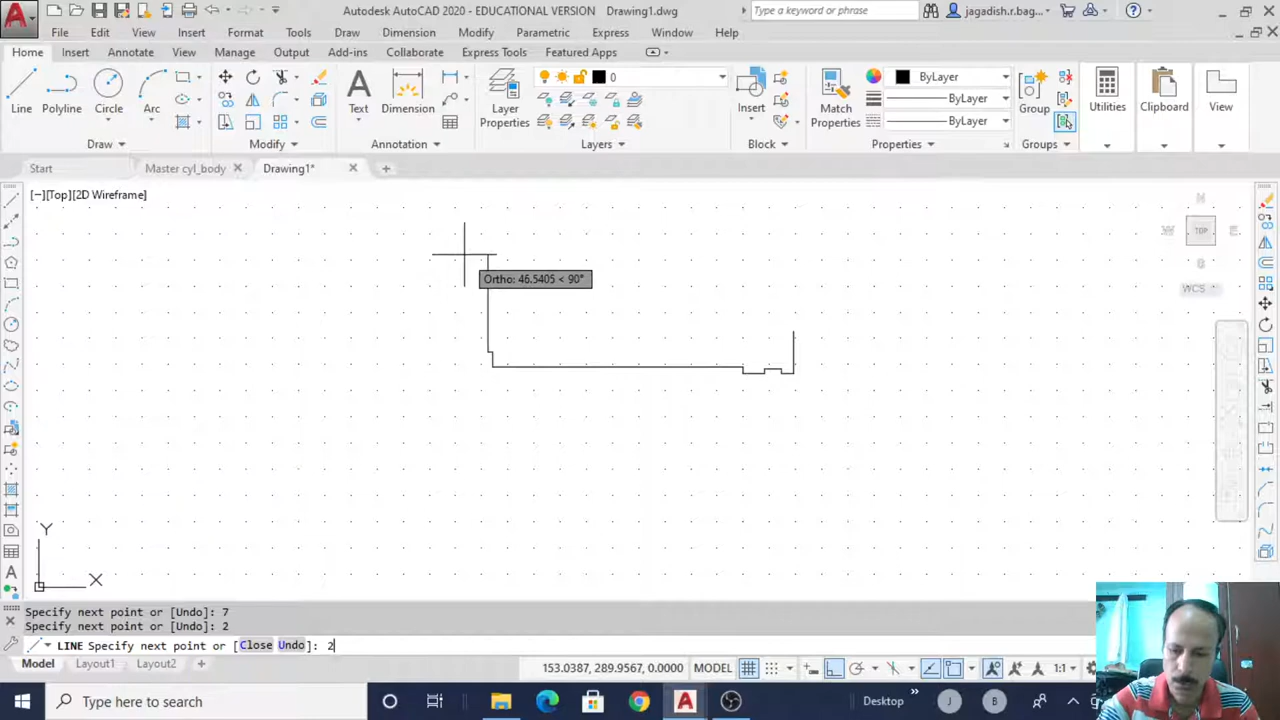 Autodesk AutoCAD 2020 - EDUCATIONAL VERSION Drawing1.dwg
Type a keyword or phrase
jagadish.r.bag...
File Edit View Insert Format Tools Draw Dimension Modify Parametric Express Window Help
Home Insert Annotate View Manage Output Add-ins Collaborate Express Tools Featured Apps
0
ByLayer
Line Polyline Circle Arc
Text Dimension
Layer
Properties
Insert
Match
Properties
ByLayer
ByLayer
Group
Utilities
Clipboard
View
Draw Modify Annotation Layers Block Properties Groups
Start Master cyl_body Drawing1*
[−][Top][2D Wireframe]
N
W TOP E
WCS
Ortho: 46.5405 < 90°
Y
X
Specify next point or [Undo]: 7
Specify next point or [Undo]: 2
LINE Specify next point or [Close Undo]: 2
Model Layout1 Layout2 +
153.0387, 289.9567, 0.0000 MODEL
1:1
Type here to search
Desktop
J
B